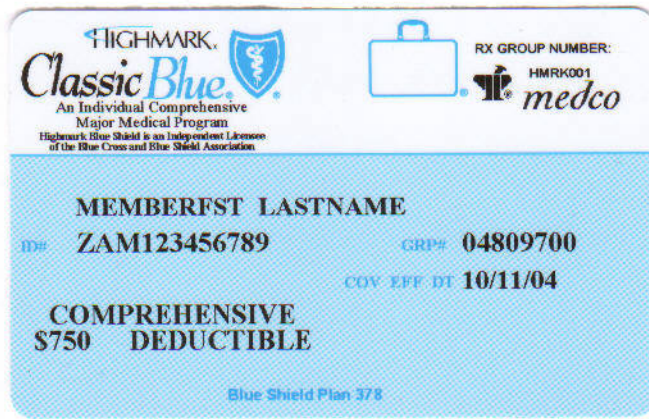 HIGHMARK®
Classic Blue®
An Individual Comprehensive
Major Medical Program
Highmark Blue Shield is an Independent Licensee
of the Blue Cross and Blue Shield Association
RX GROUP NUMBER:
HMRK001
medco
MEMBERFST LASTNAME
ID# ZAM123456789 GRP# 04809700
COV EFF DT 10/11/04
COMPREHENSIVE
$750 DEDUCTIBLE
Blue Shield Plan 378